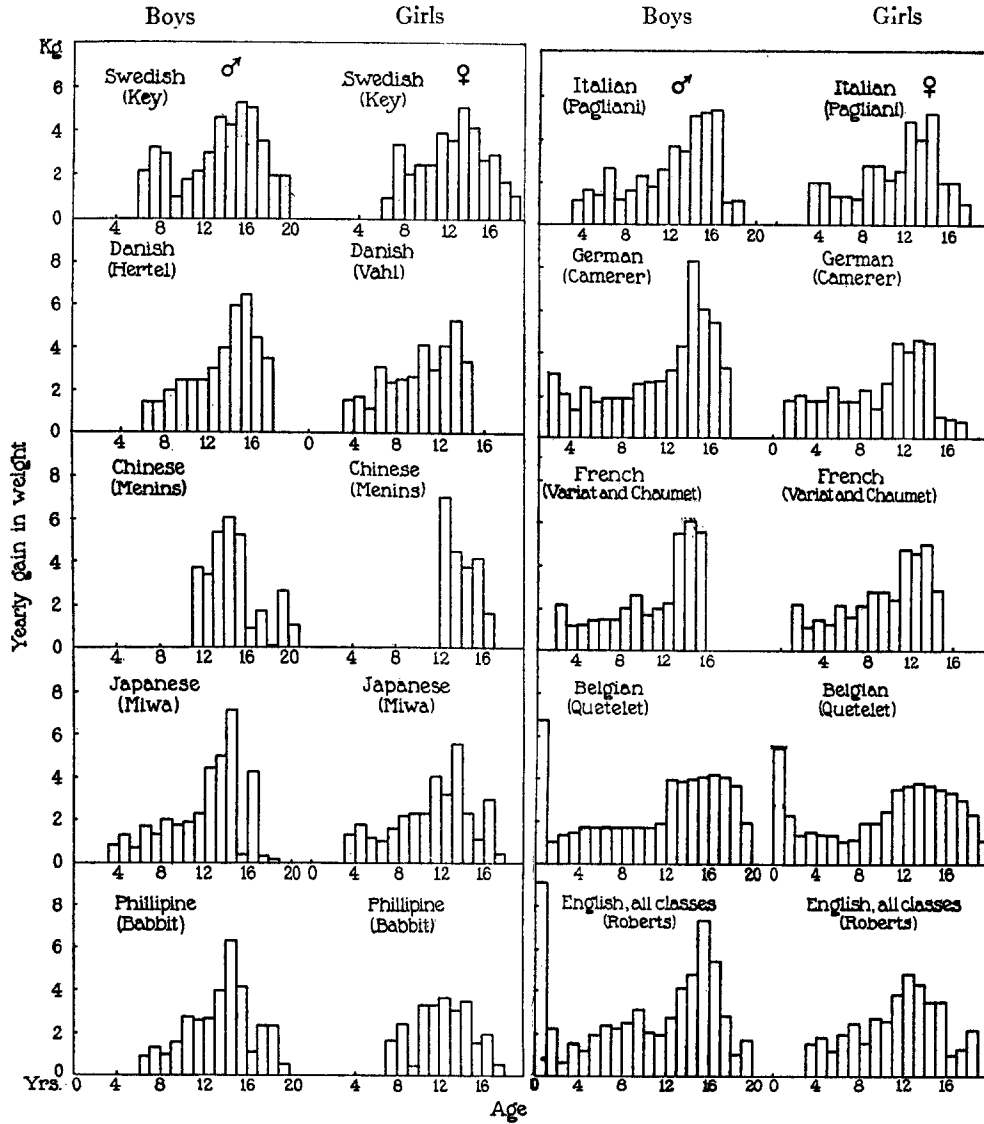 Boys Girls Boys Girls
Kg
Swedish ♂
(Key)
Swedish ♀
(Key)
Italian ♂
(Pagliani)
Italian ♀
(Pagliani)
6
4
2
0
4 8 12 16 20 4 8 12 16
4 8 12 16 20 4 8 12 16
Danish
(Hertel)
Danish
(Vahl)
German
(Camerer)
German
(Camerer)
8
6
4
2
0
4 8 12 16 0 4 8 12 16
4 8 12 16 4 8 12 16
Chinese
(Menins)
Chinese
(Menins)
French
(Variat and Chaumet)
French
(Variat and Chaumet)
8
6
4
2
0
4 8 12 16 20 4 8 12 16
4 8 12 16 4 8 12 16
Japanese
(Miwa)
Japanese
(Miwa)
Belgian
(Quetelet)
Belgian
(Quetelet)
8
6
4
2
0
4 8 12 16 20 0 4 8 12 16
4 8 12 16 20 0 4 8 12 16
Phillipine
(Babbit)
Phillipine
(Babbit)
English, all classes
(Roberts)
English, all classes
(Roberts)
8
6
4
2
0
Yrs. 4 8 12 16 20 4 8 12 16
0 4 8 12 16 20 4 8 12 16
Age
Yearly gain in weight